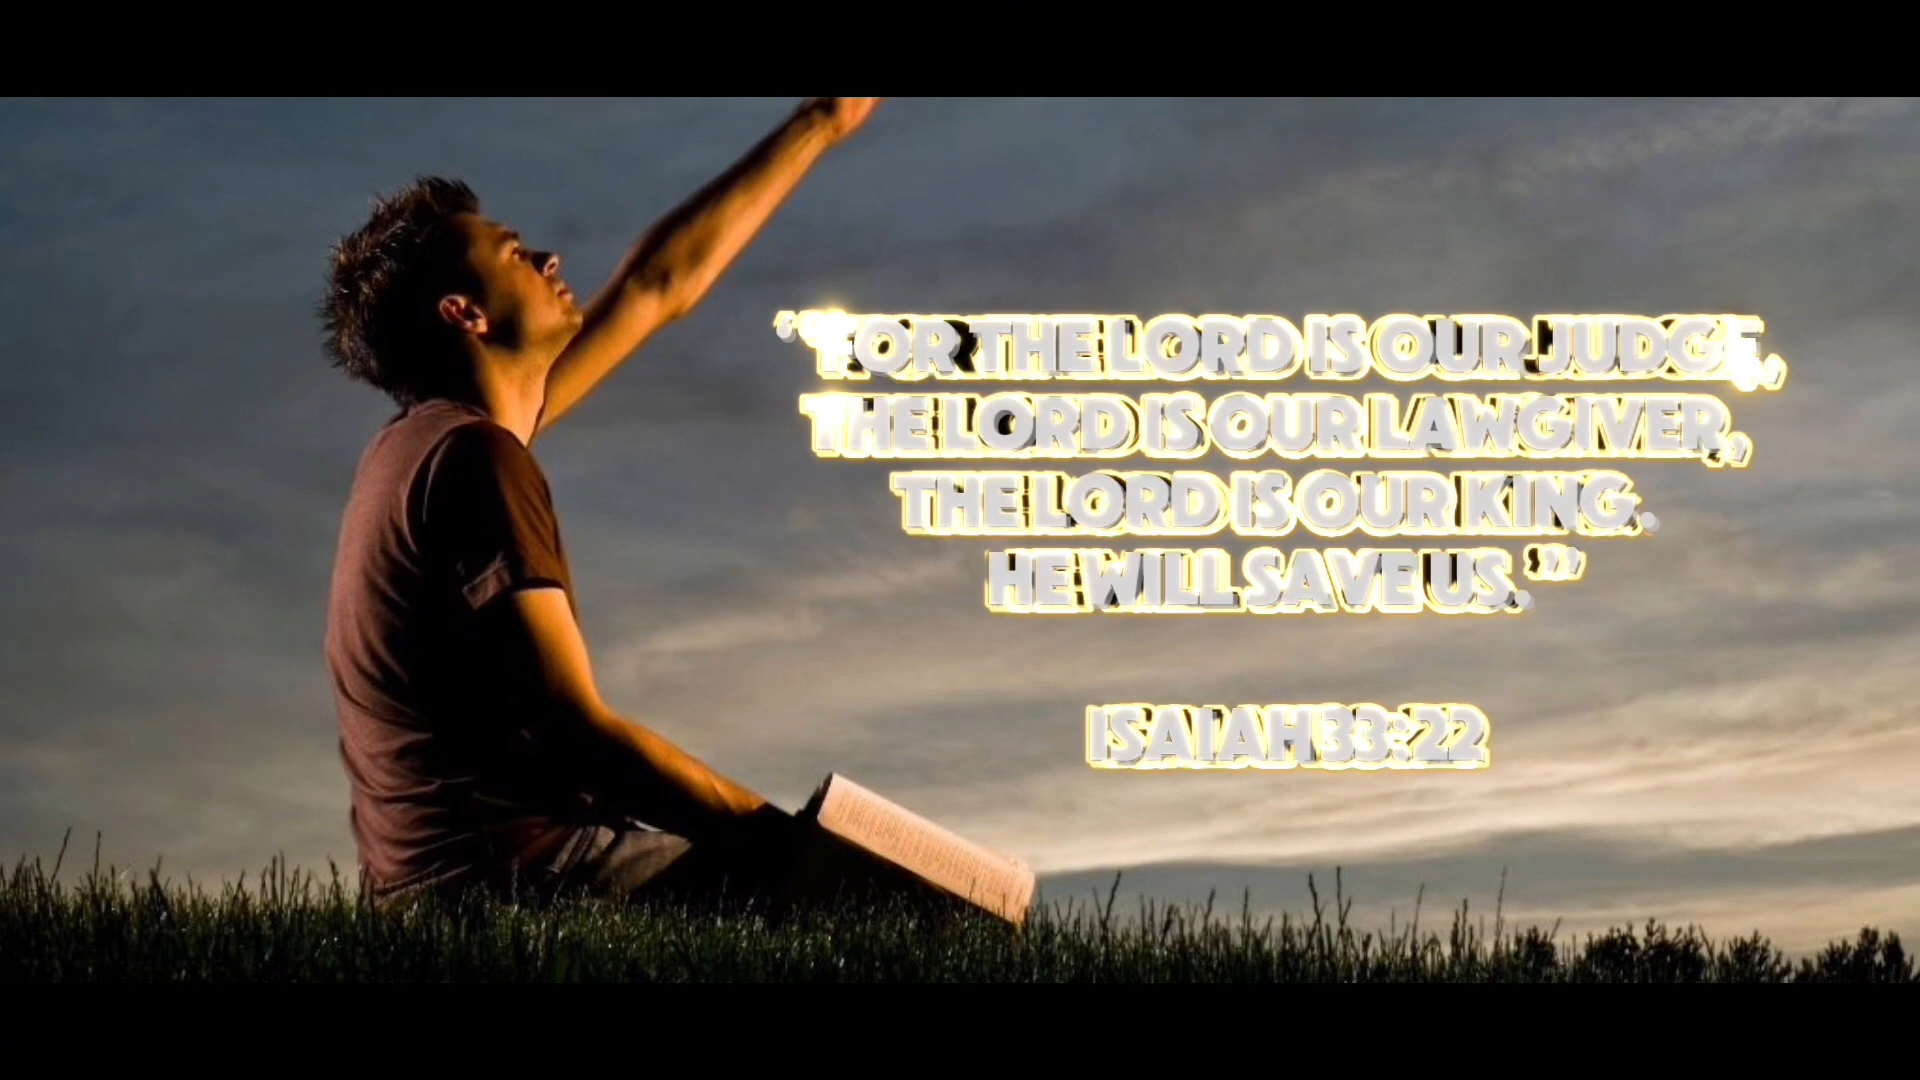 “FOR THE LORD IS OUR JUDGE,
THE LORD IS OUR LAWGIVER,
THE LORD IS OUR KING.
HE WILL SAVE US.”
ISAIAH 33:22